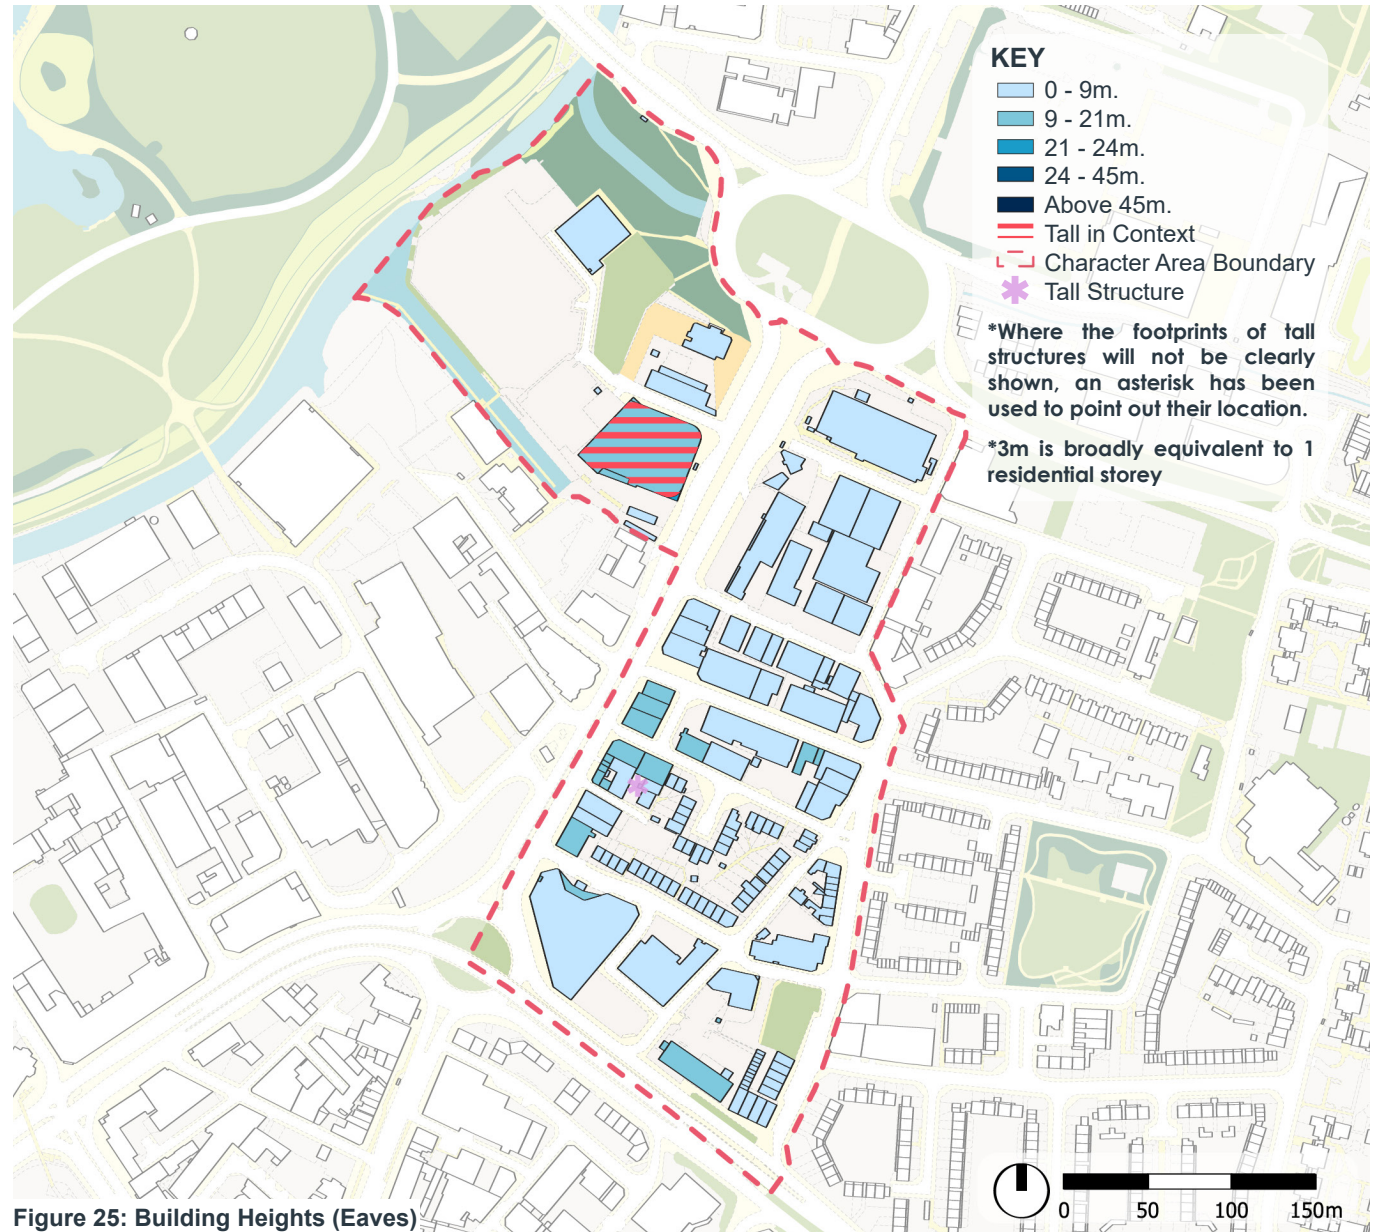 KEY
0 - 9m.
9 - 21m.
21 - 24m.
24 - 45m.
Above 45m.
Tall in Context
Character Area Boundary
Tall Structure
*Where the footprints of tall
structures will not be clearly
shown, an asterisk has been
used to point out their location.
*3m is broadly equivalent to 1
residential storey
0 50 100 150m
Figure 25: Building Heights (Eaves)